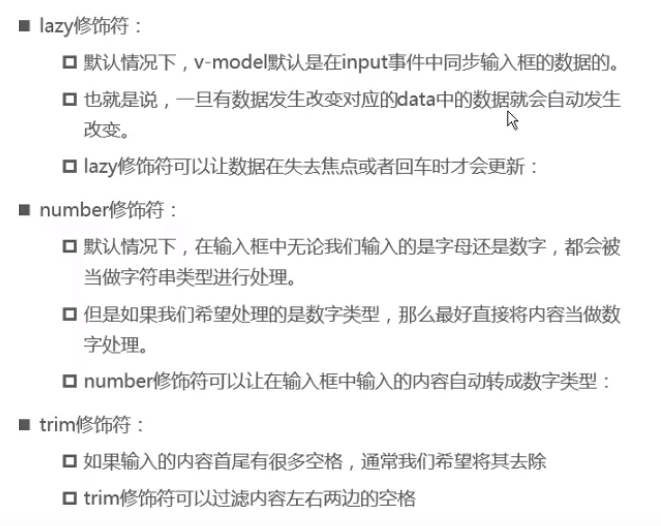 ■ lazy修饰符：
默认情况下，v-model默认是在input事件中同步输入框的数据的。
也就是说，一旦有数据发生改变对应的data中的数据就会自动发生
改变。
lazy修饰符可以让数据在失去焦点或者回车时才会更新：
■ number修饰符：
默认情况下，在输入框中无论我们输入的是字母还是数字，都会被
当做字符串类型进行处理。
但是如果我们希望处理的是数字类型，那么最好直接将内容当做数
字处理。
number修饰符可以让在输入框中输入的内容自动转成数字类型：
■ trim修饰符：
如果输入的内容首尾有很多空格，通常我们希望将其去除
trim修饰符可以过滤内容左右两边的空格